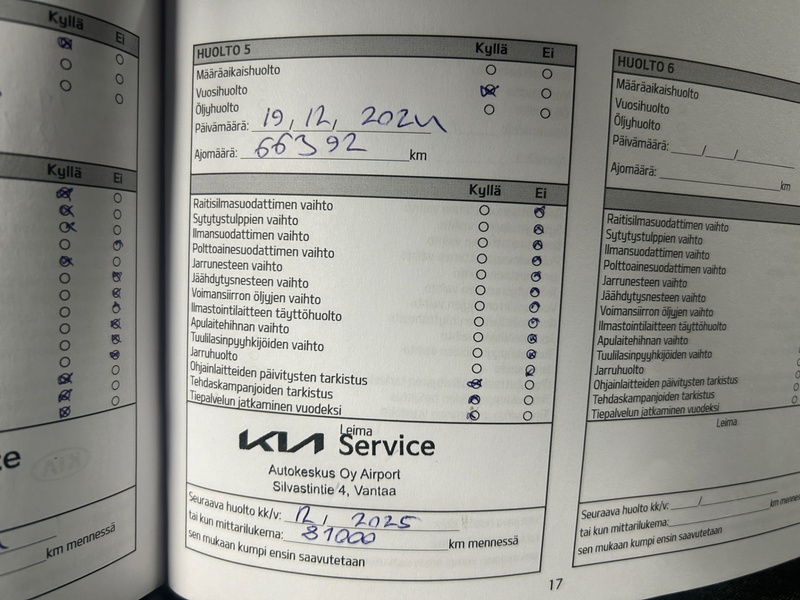 Kyllä
Ei
Kyllä
Ei
ce
km mennessä
HUOLTO 5 Kyllä Ei
Määräaikaishuolto
Vuosihuolto
Öljyhuolto
Päivämäärä: 19, 12, 2024
Ajomäärä: 66392 km
Kyllä Ei
Raitisilmasuodattimen vaihto
Sytytystulppien vaihto
Ilmansuodattimen vaihto
Polttoainesuodattimen vaihto
Jarrunesteen vaihto
Jäähdytysnesteen vaihto
Voimansiirron öljyjen vaihto
Ilmastointilaitteen täyttöhuolto
Apulaitehihnan vaihto
Tuulilasinpyyhkijöiden vaihto
Jarruhuolto
Ohjainlaitteiden päivitysten tarkistus
Tehdaskampanjoiden tarkistus
Tiepalvelun jatkaminen vuodeksi
Leima
KIA Service
Autokeskus Oy Airport
Silvastintie 4, Vantaa
Seuraava huolto kk/v: 12, 2025
tai kun mittarilukema: 81000 km mennessä
sen mukaan kumpi ensin saavutetaan
17
HUOLTO 6
Määräaikaishuolto
Vuosihuolto
Öljyhuolto
Päivämäärä: / /
Ajomäärä: km
Raitisilmasuodattimen vaihto
Sytytystulppien vaihto
Ilmansuodattimen vaihto
Polttoainesuodattimen vaihto
Jarrunesteen vaihto
Jäähdytysnesteen vaihto
Voimansiirron öljyjen vaihto
Ilmastointilaitteen täyttöhuolto
Apulaitehihnan vaihto
Tuulilasinpyyhkijöiden vaihto
Jarruhuolto
Ohjainlaitteiden päivitysten tarkistus
Tehdaskampanjoiden tarkistus
Tiepalvelun jatkaminen vuodeksi
Leima
Seuraava huolto kk/v: /
tai kun mittarilukema: km menness
sen mukaan kumpi ensin saavutetaan